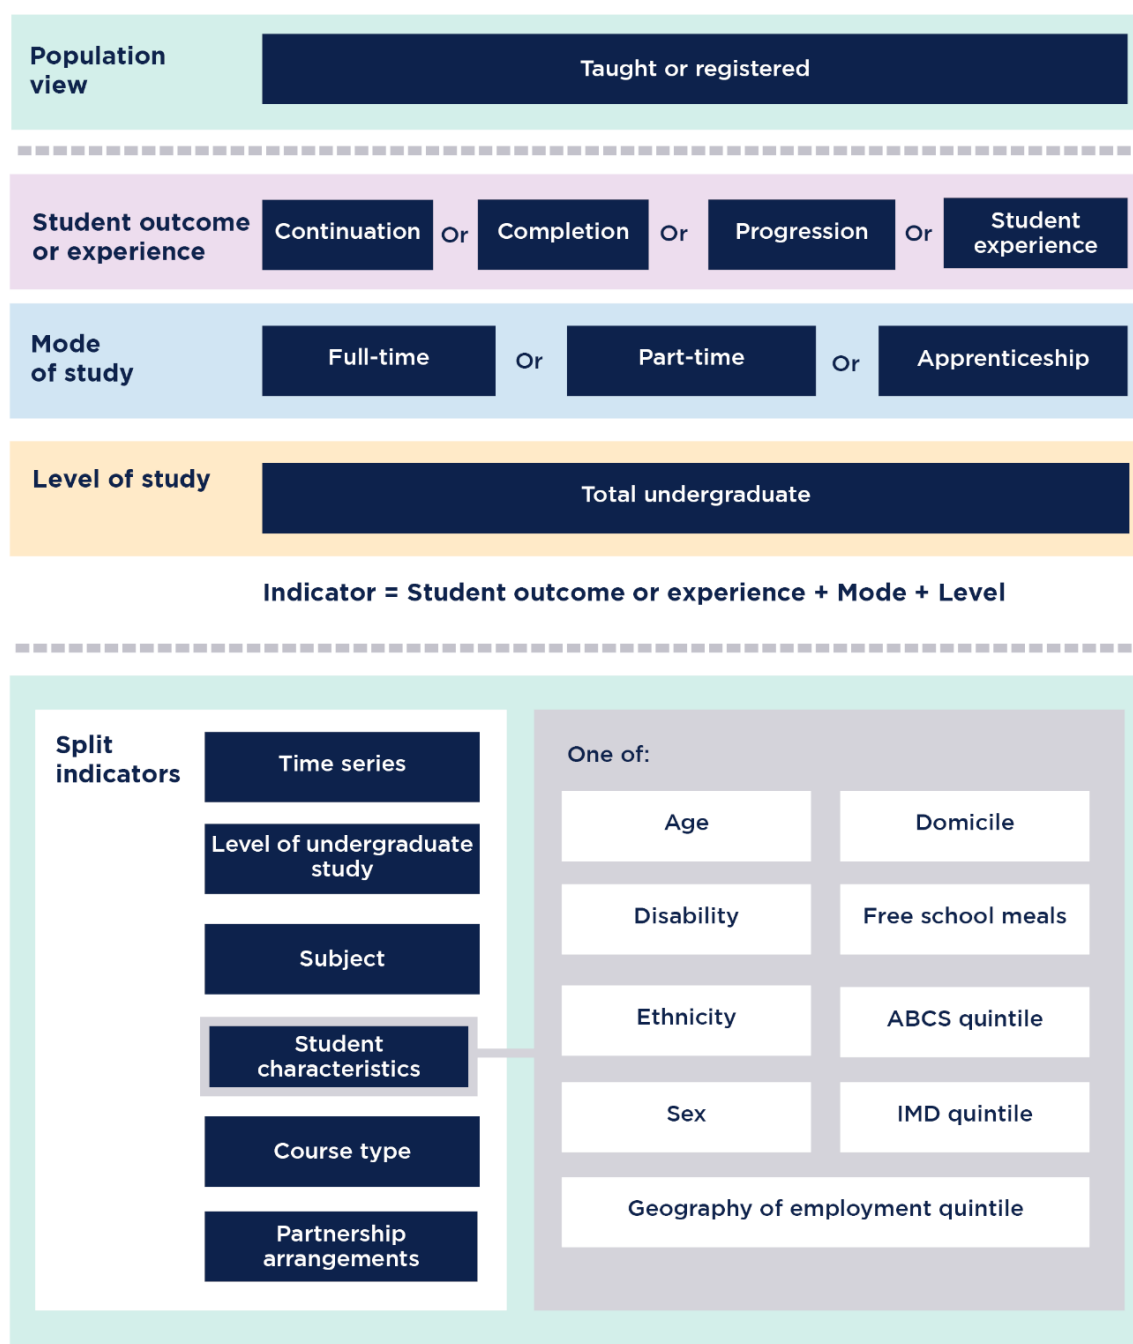 Population
view
Taught or registered
Student outcome
or experience
Continuation Or Completion Or Progression Or Student
experience
Mode
of study
Full-time Or Part-time Or Apprenticeship
Level of study
Total undergraduate
Indicator = Student outcome or experience + Mode + Level
Split
indicators
Time series
Level of undergraduate
study
Subject
Student
characteristics
Course type
Partnership
arrangements
One of:
Age
Domicile
Disability
Free school meals
Ethnicity
ABCS quintile
Sex
IMD quintile
Geography of employment quintile